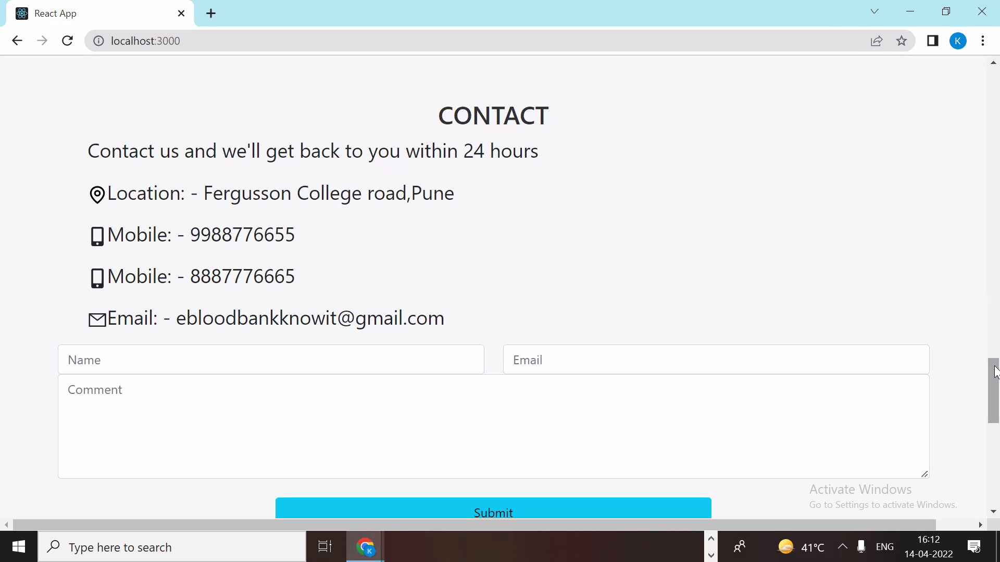 React App
localhost:3000
K
CONTACT
Contact us and we'll get back to you within 24 hours
Location: - Fergusson College road,Pune
Mobile: - 9988776655
Mobile: - 8887776665
Email: - ebloodbankknowit@gmail.com
Name
Email
Comment
Activate Windows
Go to Settings to activate Windows.
Submit
Type here to search
K
41°C
ENG
16:12
14-04-2022